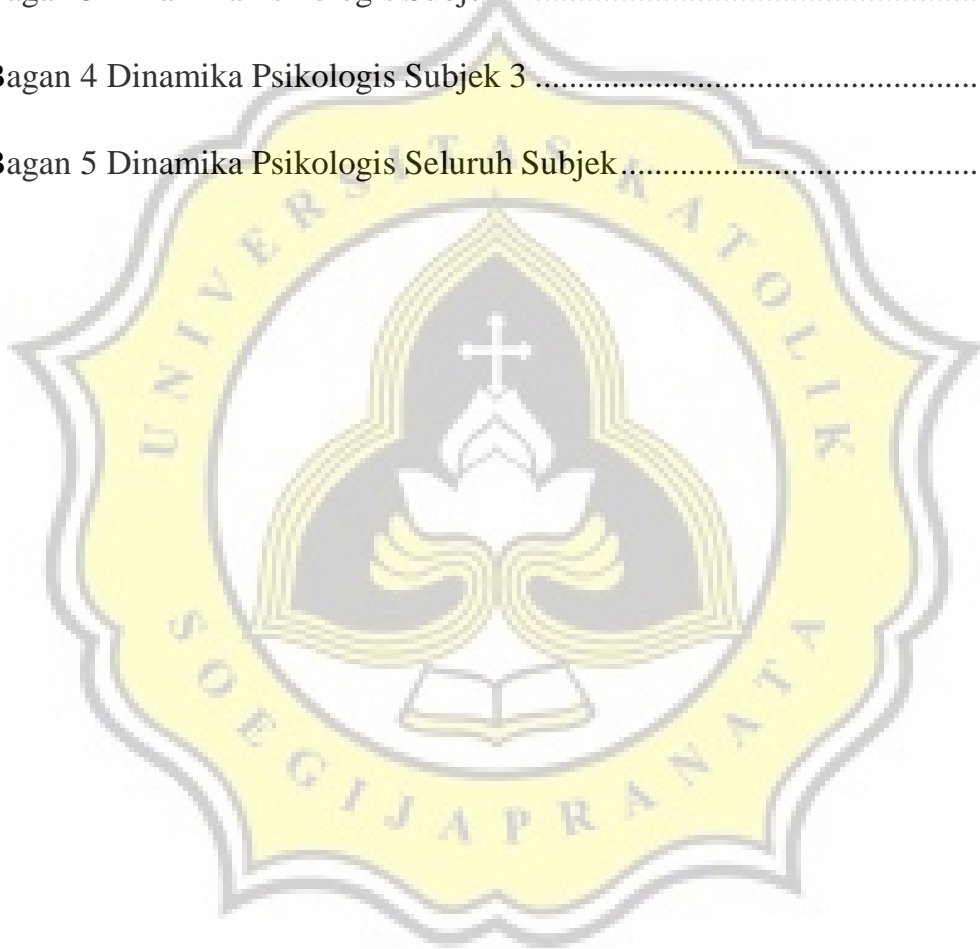 Bagan 4 Dinamika Psikologis Subjek 3 ..................................................
Bagan 5 Dinamika Psikologis Seluruh Subjek........................................
UNIVERSITAS KATOLIK
SOEGIJAPRANATA